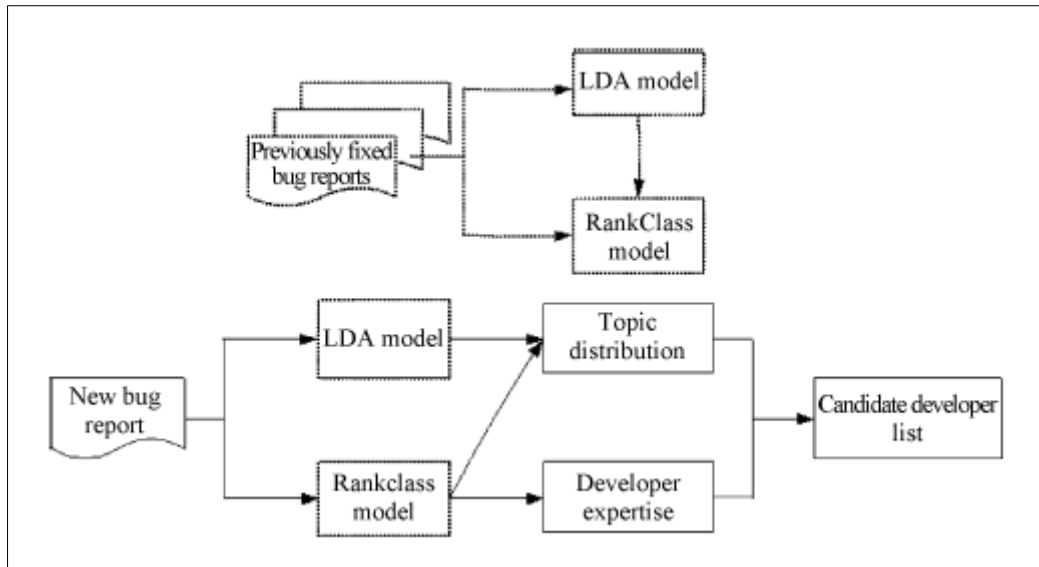 LDA model
Previously fixed
bug reports
RankClass
model
LDA model
Topic
distribution
New bug
report
Candidate developer
list
Rankclass
model
Developer
expertise